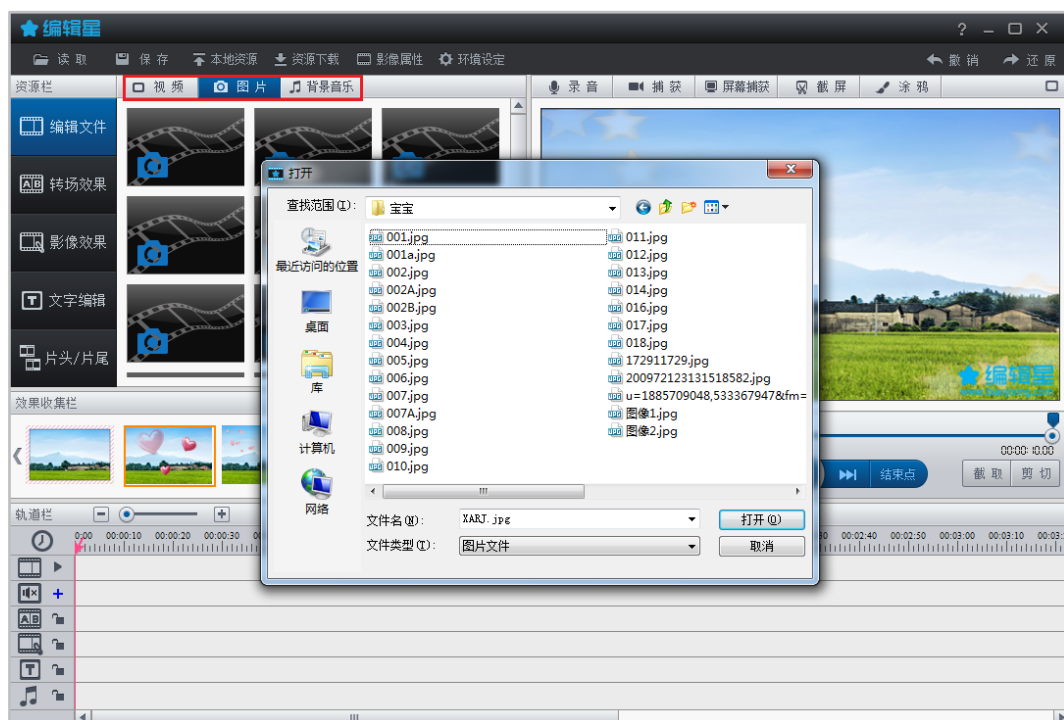 编辑星
读取 保存 本地资源 资源下载 影像属性 环境设定 撤销 还原
资源栏 视频 图片 背景音乐 录音 捕获 屏幕捕获 截屏 涂鸦
编辑文件
转场效果
影像效果
文字编辑
片头/片尾
打开
查找范围(I): 宝宝
最近访问的位置
桌面
库
计算机
网络
001.jpg
001a.jpg
002.jpg
002A.jpg
002B.jpg
003.jpg
004.jpg
005.jpg
006.jpg
007.jpg
007A.jpg
008.jpg
009.jpg
010.jpg
011.jpg
012.jpg
013.jpg
014.jpg
016.jpg
017.jpg
018.jpg
172911729.jpg
200972123131518582.jpg
u=1885709048,533367947&fm=
图像1.jpg
图像2.jpg
文件名(N): XARJ.jpg 打开(O)
文件类型(T): 图片文件 取消
编辑星
效果收集栏
00:00:10.00
结束点 截取 剪切
轨道栏
0:00 00:00:10 00:00:20 00:00:30 00:02:40 00:02:50 00:03:00 00:03:10
AB
T